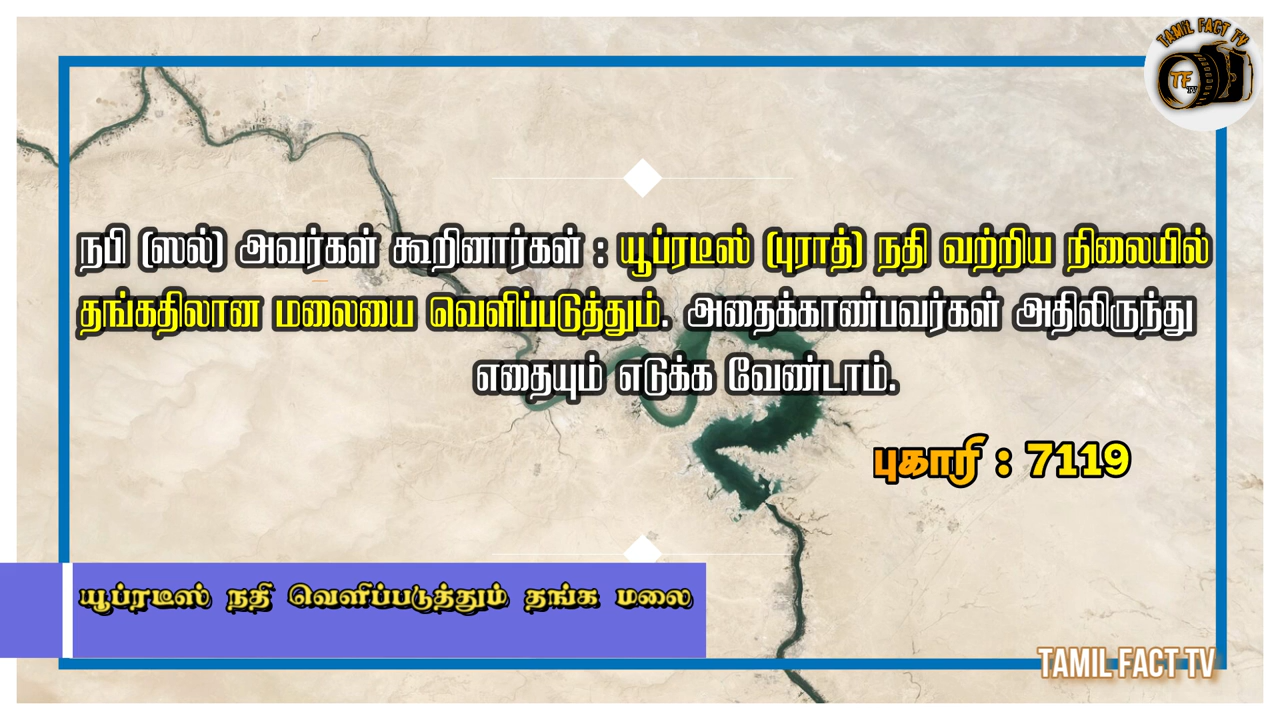 TAMIL FACT TV
TF
TV
நபி (ஸல்) அவர்கள் கூறினார்கள் : யூப்ரடீஸ் (புராத்) நதி வற்றிய நிலையில்
தங்கதிலான மலையை வெளிப்படுத்தும். அதைக்காண்பவர்கள் அதிலிருந்து
எதையும் எடுக்க வேண்டாம்.
புகாரி : 7119
யூப்ரடீஸ் நதி வெளிப்படுத்தும் தங்க மலை
TAMIL FACT TV